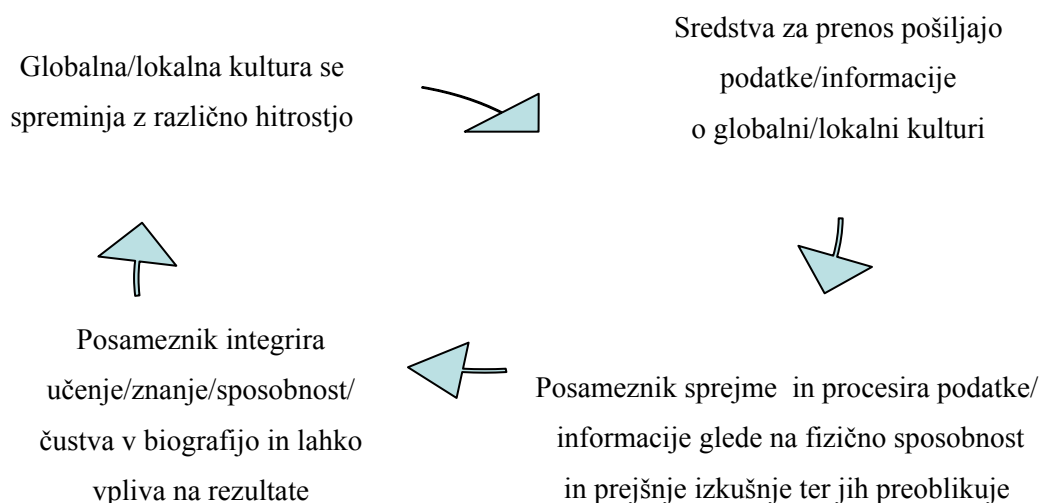 Globalna/lokalna kultura se
spreminja z različno hitrostjo
Sredstva za prenos pošiljajo
podatke/informacije
o globalni/lokalni kulturi
Posameznik integrira
učenje/znanje/sposobnost/
čustva v biografijo in lahko
vpliva na rezultate
Posameznik sprejme in procesira podatke/
informacije glede na fizično sposobnost
in prejšnje izkušnje ter jih preoblikuje